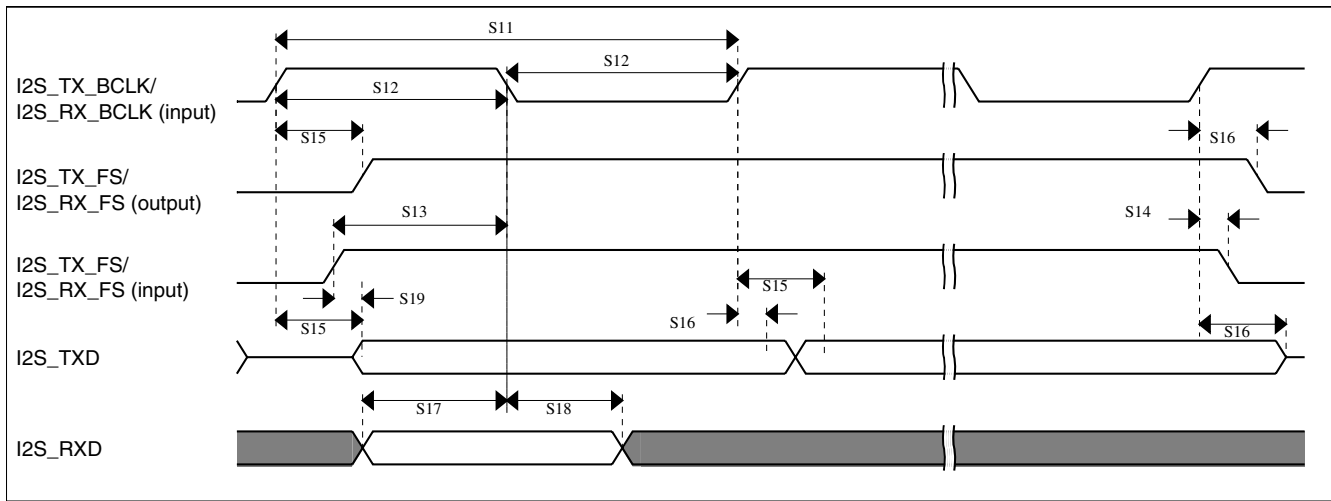 S11
I2S_TX_BCLK/
I2S_RX_BCLK (input)
S12
S12
S15
S16
I2S_TX_FS/
I2S_RX_FS (output)
S13
S14
I2S_TX_FS/
I2S_RX_FS (input)
S15
S19
S15
S16
S16
I2S_TXD
S17
S18
I2S_RXD